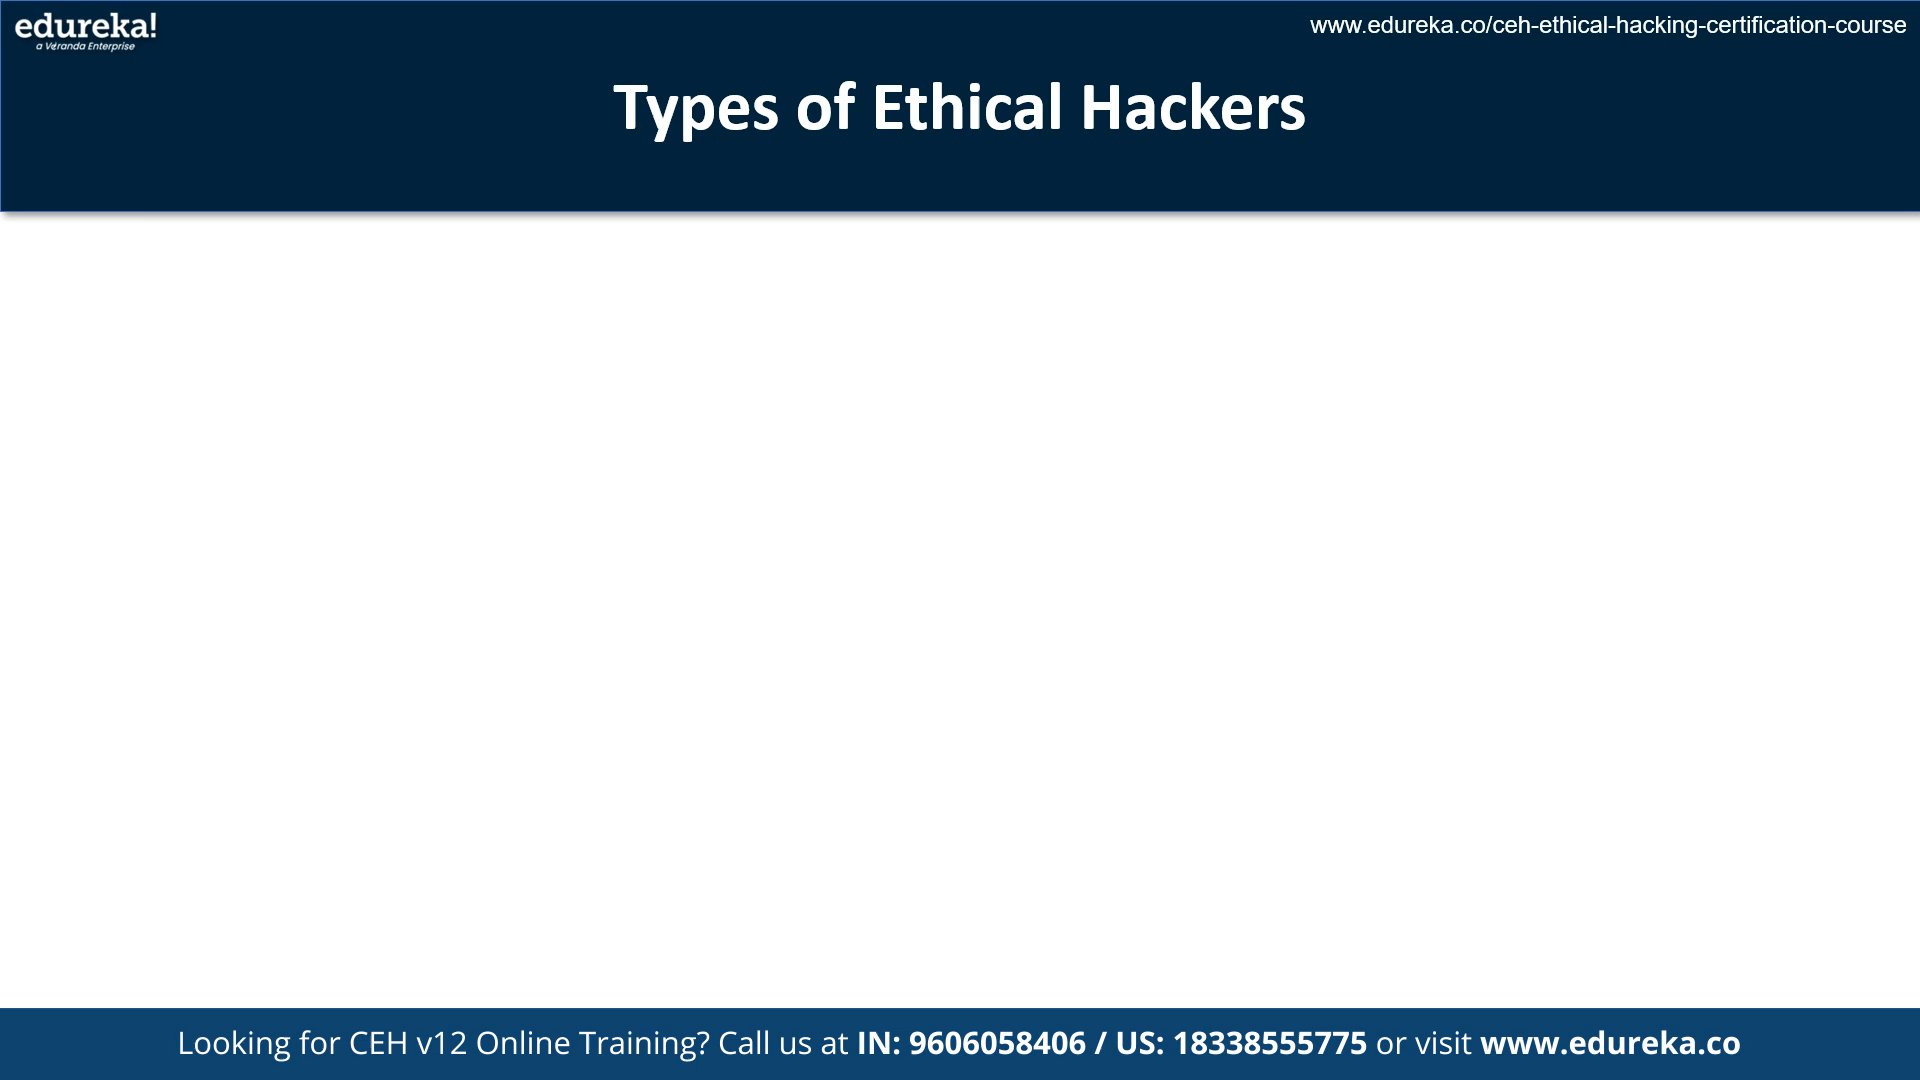 edureka!
a Veranda Enterprise
www.edureka.co/ceh-ethical-hacking-certification-course
Types of Ethical Hackers
Looking for CEH v12 Online Training? Call us at IN: 9606058406 / US: 18338555775 or visit www.edureka.co